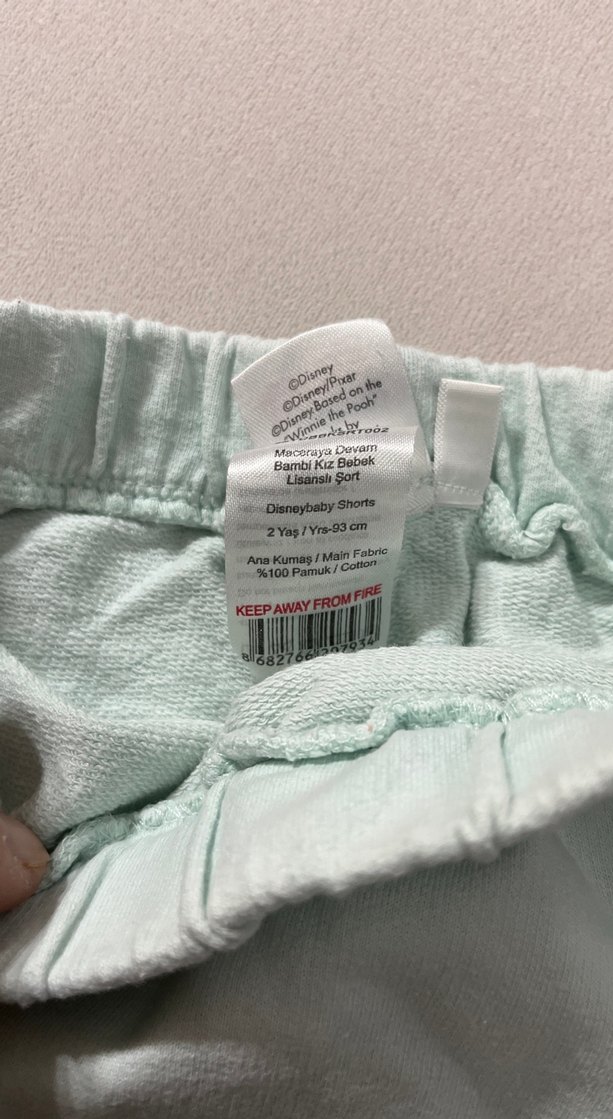 ©Disney
©Disney/Pixar
©Disney Based on the
"Winnie the Pooh"
by
Maceraya Devam
Bambi Kız Bebek
Lisanslı Şort
Disneybaby Shorts
2 Yaş / Yrs-93 cm
Ana Kumaş / Main Fabric
%100 Pamuk / Cotton
KEEP AWAY FROM FIRE